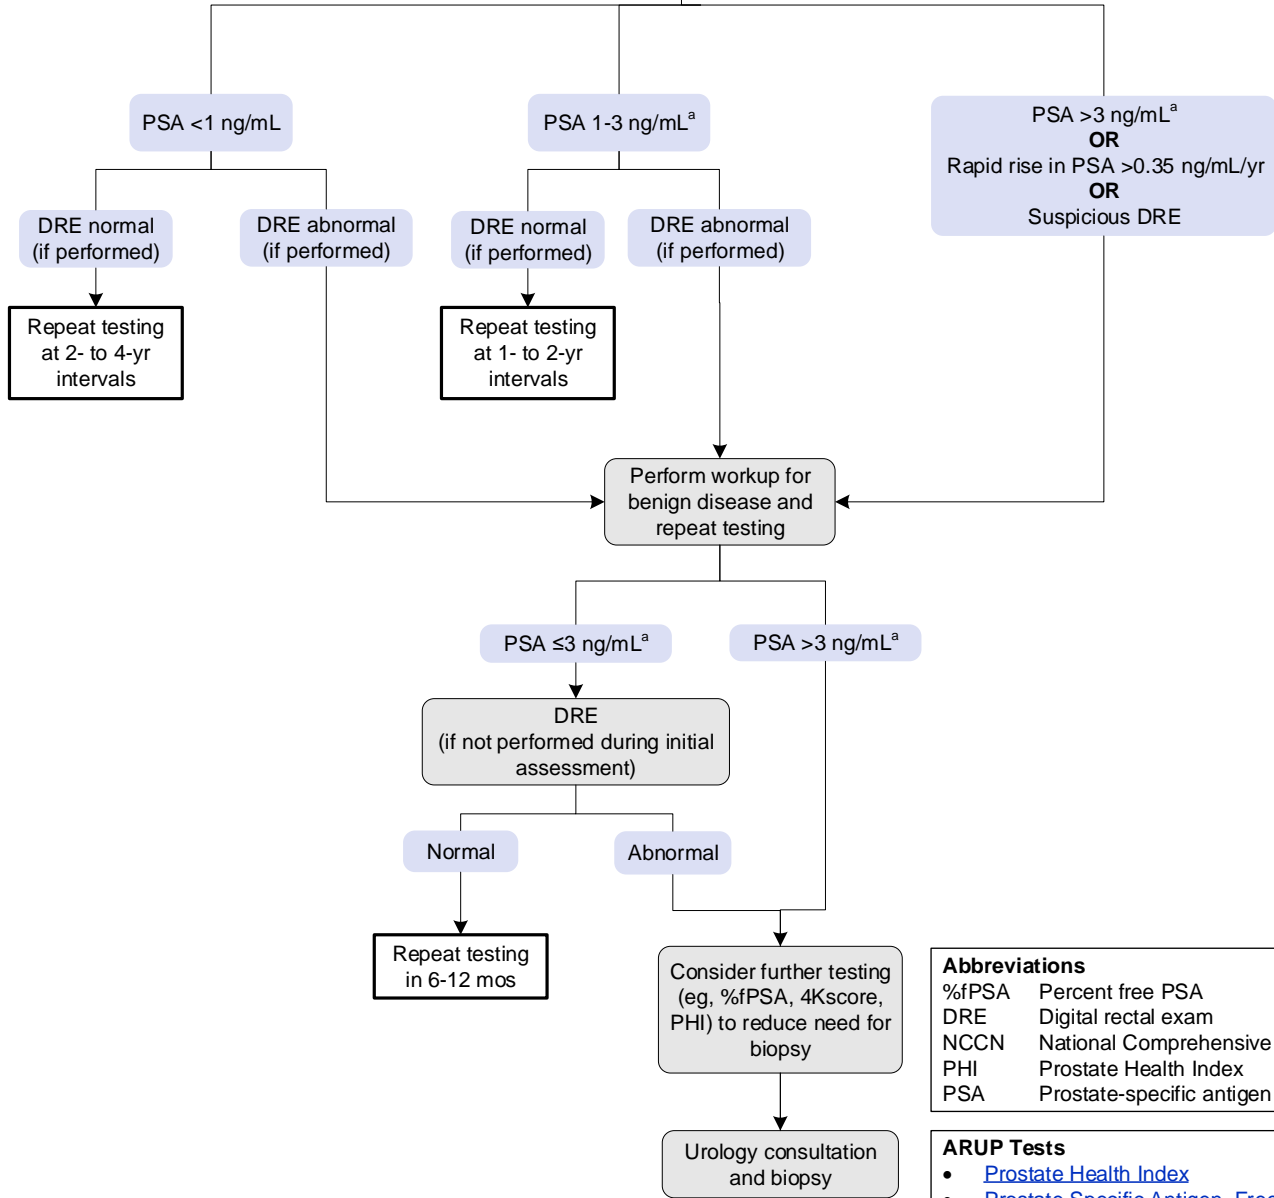 PSA <1 ng/mL
PSA 1-3 ng/mLᵃ
PSA >3 ng/mLᵃ
OR
Rapid rise in PSA >0.35 ng/mL/yr
OR
Suspicious DRE
DRE normal
(if performed)
DRE abnormal
(if performed)
DRE normal
(if performed)
DRE abnormal
(if performed)
Repeat testing
at 2- to 4-yr
intervals
Repeat testing
at 1- to 2-yr
intervals
Perform workup for
benign disease and
repeat testing
PSA ≤3 ng/mLᵃ
PSA >3 ng/mLᵃ
DRE
(if not performed during initial
assessment)
Normal
Abnormal
Repeat testing
in 6-12 mos
Consider further testing
(eg, %fPSA, 4Kscore,
PHI) to reduce need for
biopsy
Urology consultation
and biopsy
Abbreviations
%fPSA Percent free PSA
DRE Digital rectal exam
NCCN National Comprehensive
PHI Prostate Health Index
PSA Prostate-specific antigen
ARUP Tests
• Prostate Health Index
• Prostate Specific Antigen, Free